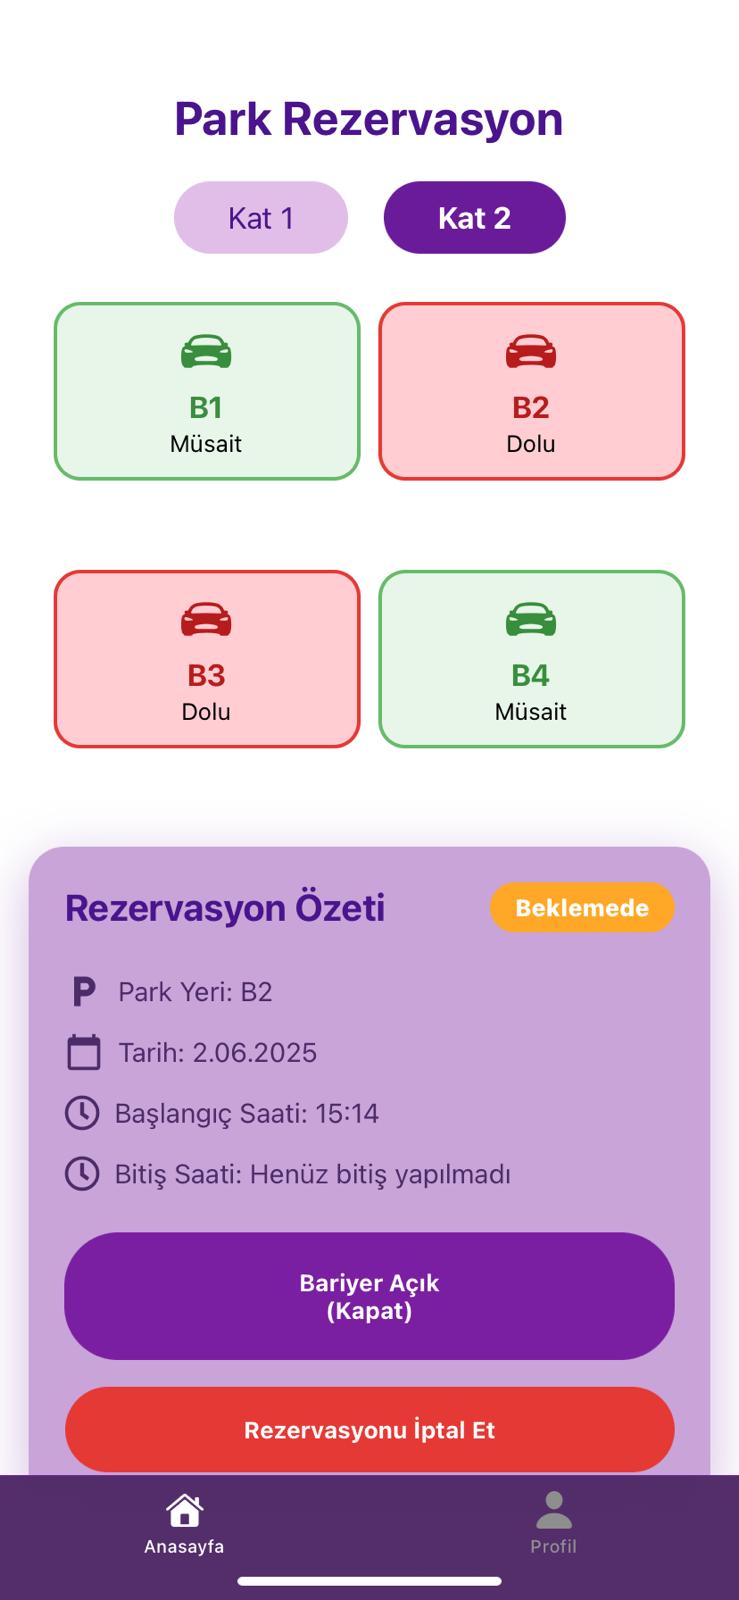 Park Rezervasyon
Kat 1
Kat 2
B1
Müsait
B2
Dolu
B3
Dolu
B4
Müsait
Rezervasyon Özeti
Beklemede
P Park Yeri: B2
Tarih: 2.06.2025
Başlangıç Saati: 15:14
Bitiş Saati: Henüz bitiş yapılmadı
Bariyer Açık
(Kapat)
Rezervasyonu İptal Et
Anasayfa
Profil